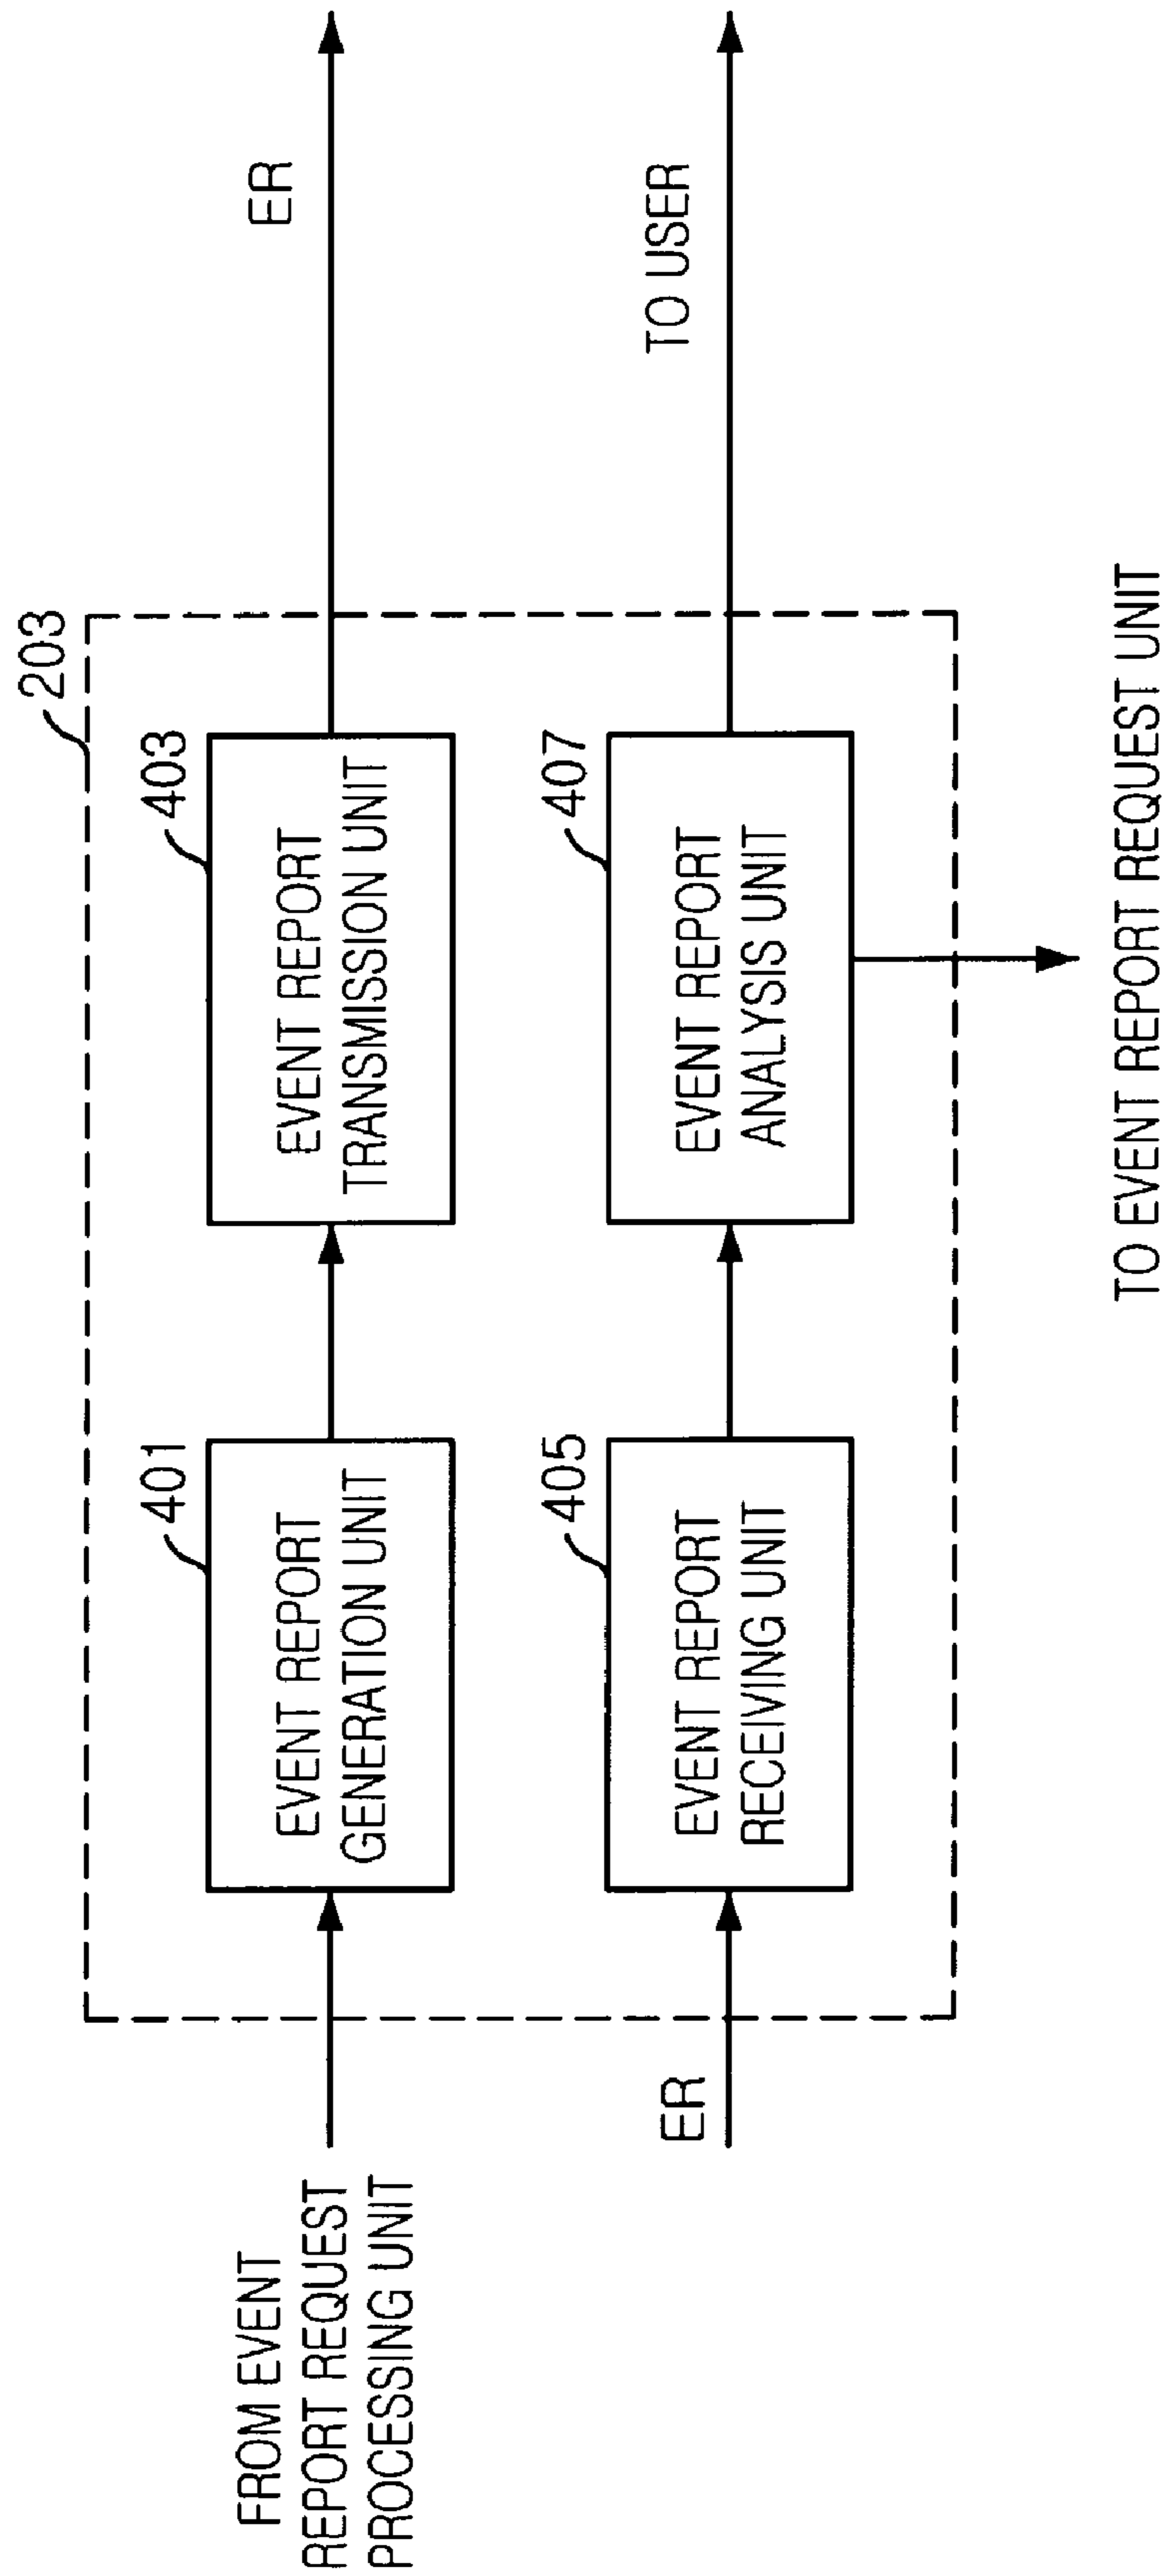 203
FROM EVENT
REPORT REQUEST
PROCESSING UNIT
401
EVENT REPORT
GENERATION UNIT
403
EVENT REPORT
TRANSMISSION UNIT
ER
ER
405
EVENT REPORT
RECEIVING UNIT
407
EVENT REPORT
ANALYSIS UNIT
TO USER
TO EVENT REPORT REQUEST UNIT